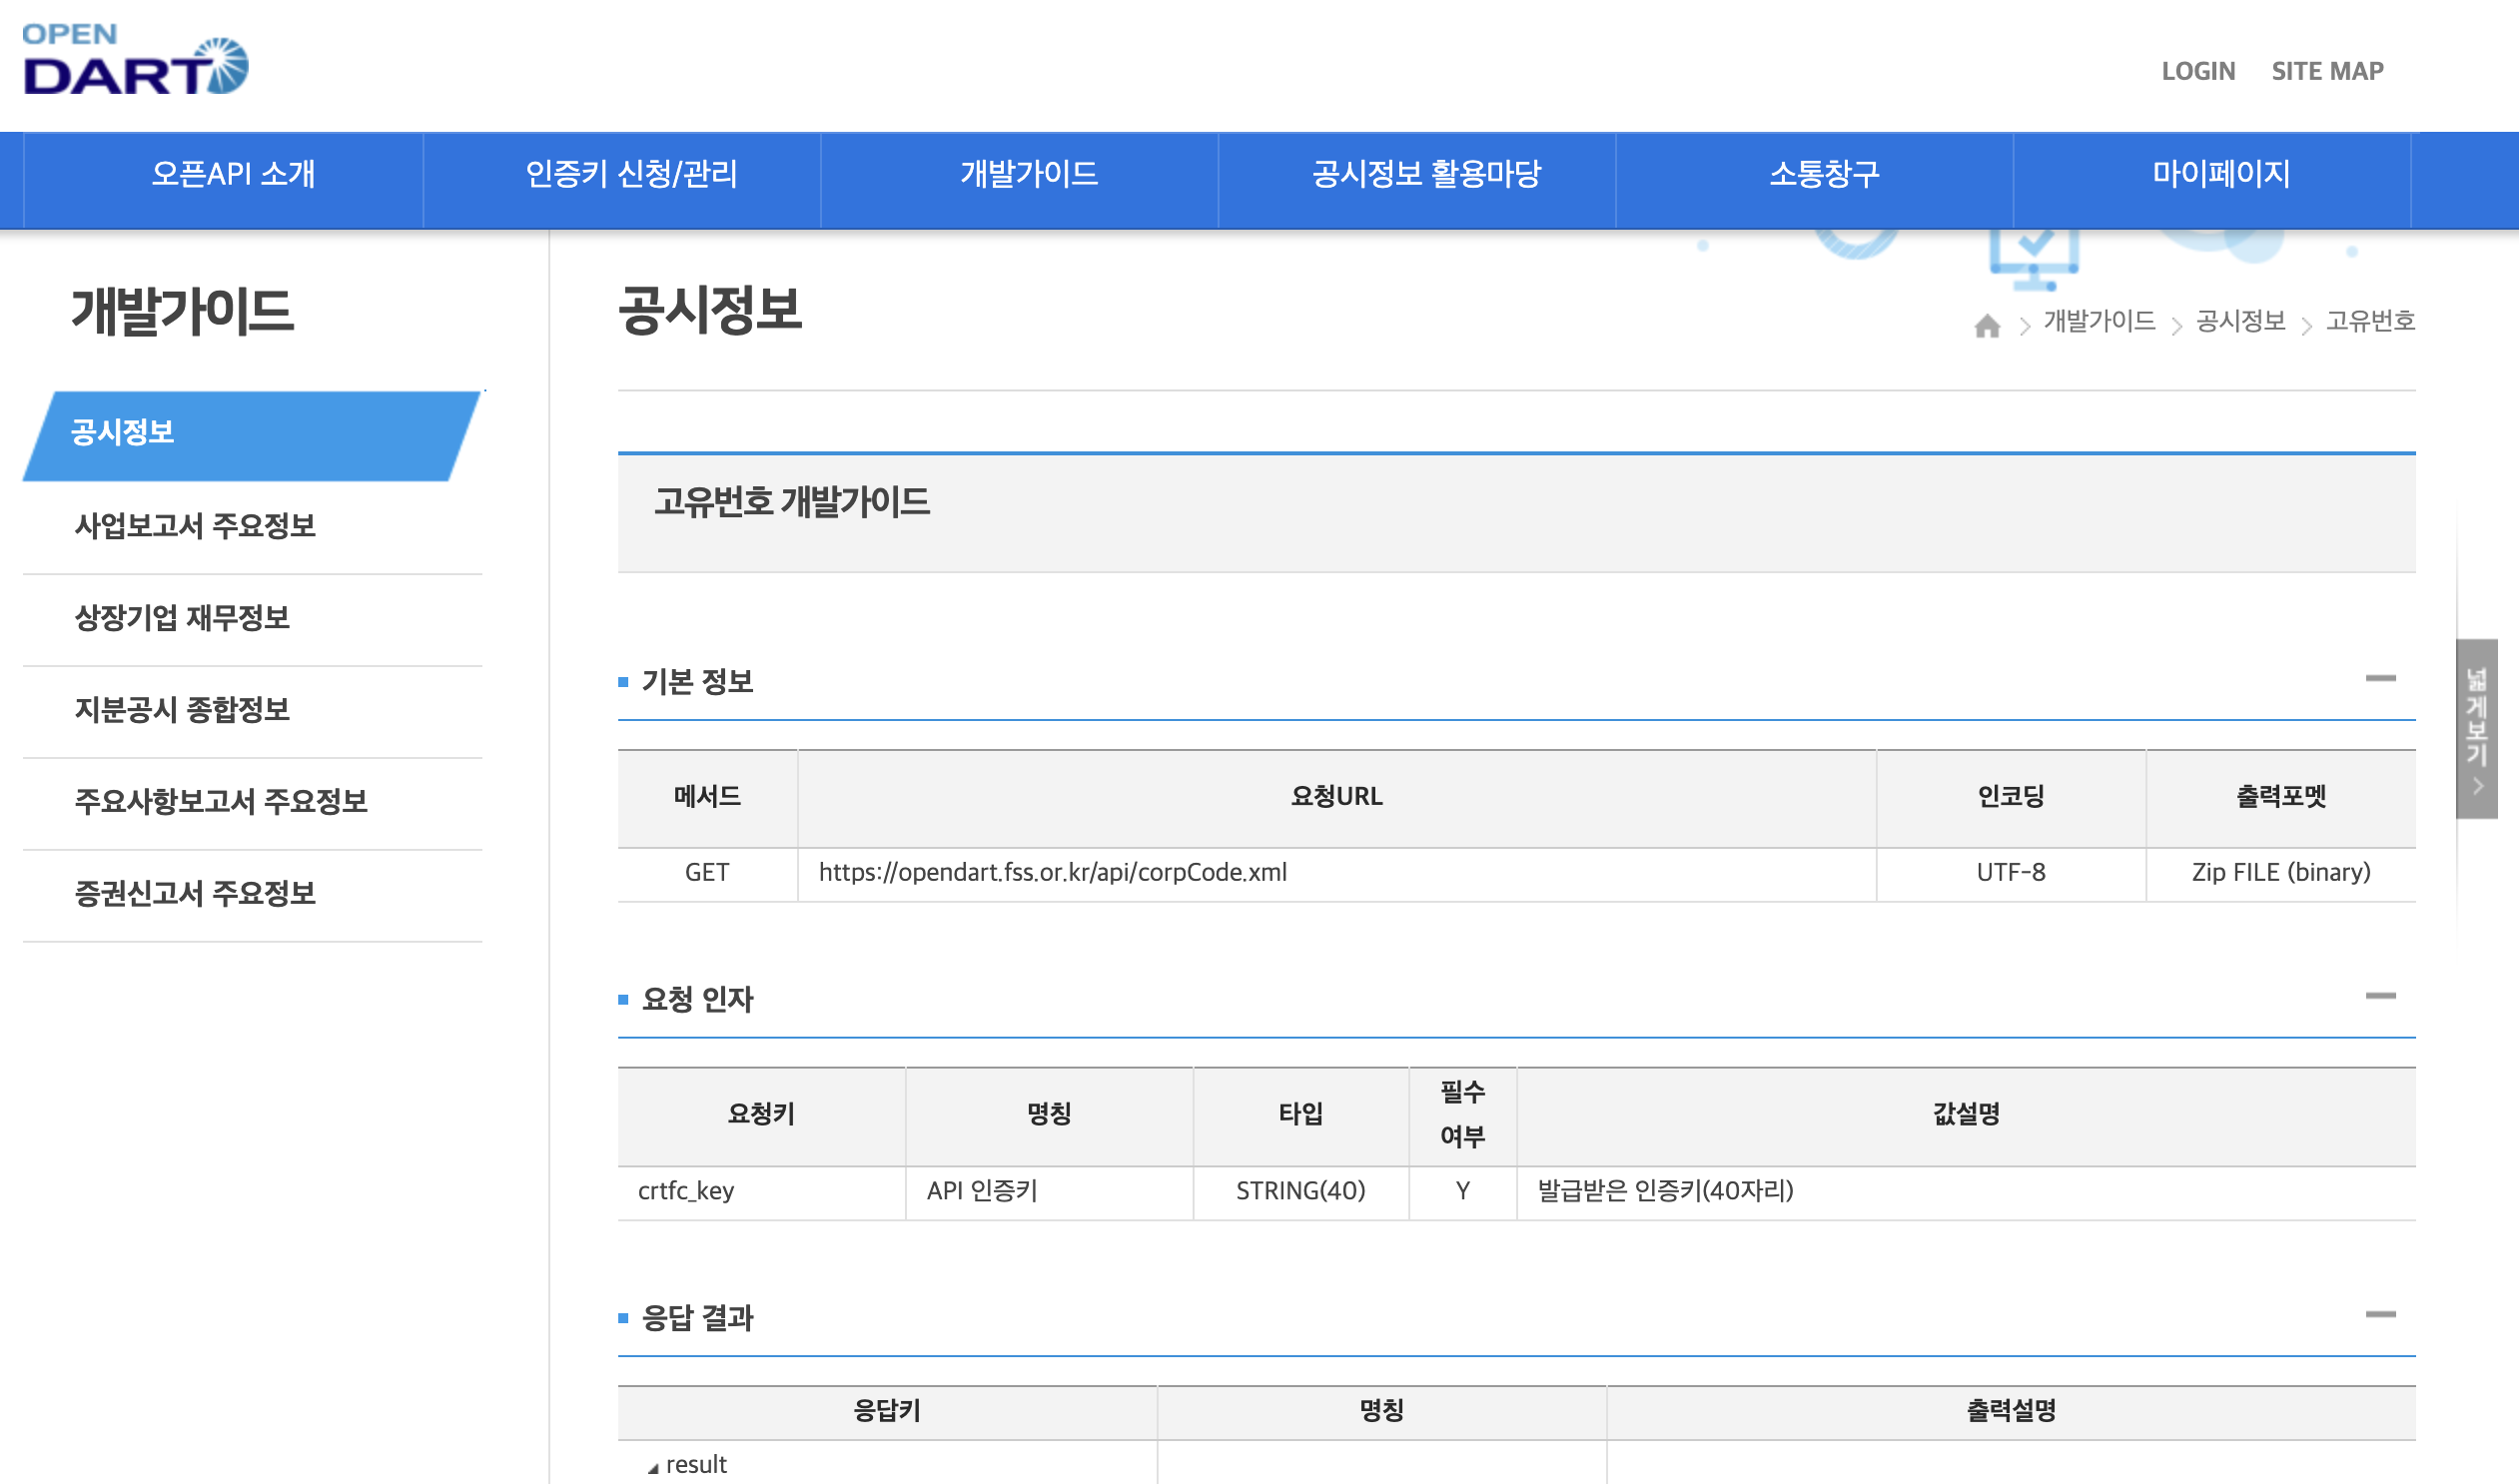 OPEN
DART
LOGIN SITE MAP
오픈API 소개 인증키 신청/관리 개발가이드 공시정보 활용마당 소통창구 마이페이지
개발가이드
공시정보
사업보고서 주요정보
상장기업 재무정보
지분공시 종합정보
주요사항보고서 주요정보
증권신고서 주요정보
공시정보
개발가이드 공시정보 고유번호
고유번호 개발가이드
기본 정보
메서드 요청URL 인코딩 출력포멧
GET https://opendart.fss.or.kr/api/corpCode.xml UTF-8 Zip FILE (binary)
요청 인자
요청키 명칭 타입 필수 여부 값설명
crtfc_key API 인증키 STRING(40) Y 발급받은 인증키(40자리)
응답 결과
응답키 명칭 출력설명
result
넓게보기